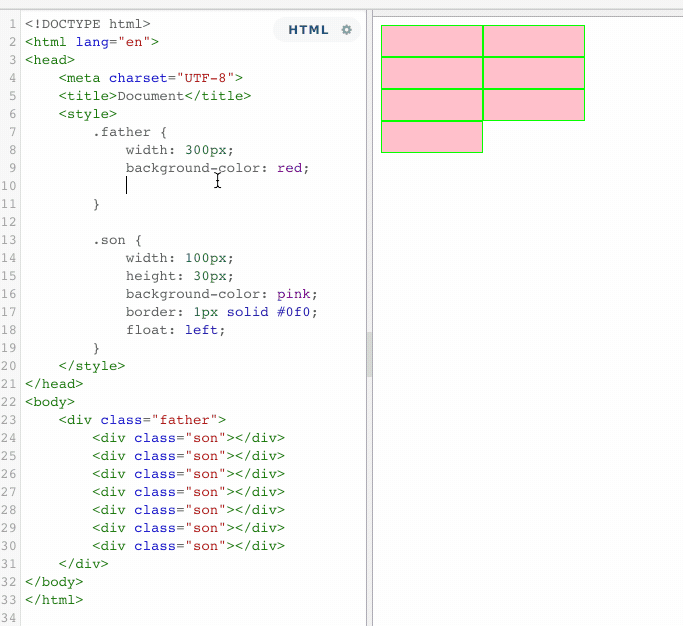 HTML
1 <!DOCTYPE html>
2 <html lang="en">
3 <head>
4     <meta charset="UTF-8">
5     <title>Document</title>
6     <style>
7         .father {
8             width: 300px;
9             background-color: red;
10
11         }
12
13         .son {
14             width: 100px;
15             height: 30px;
16             background-color: pink;
17             border: 1px solid #0f0;
18             float: left;
19         }
20     </style>
21 </head>
22 <body>
23     <div class="father">
24         <div class="son"></div>
25         <div class="son"></div>
26         <div class="son"></div>
27         <div class="son"></div>
28         <div class="son"></div>
29         <div class="son"></div>
30         <div class="son"></div>
31     </div>
32 </body>
33 </html>
34